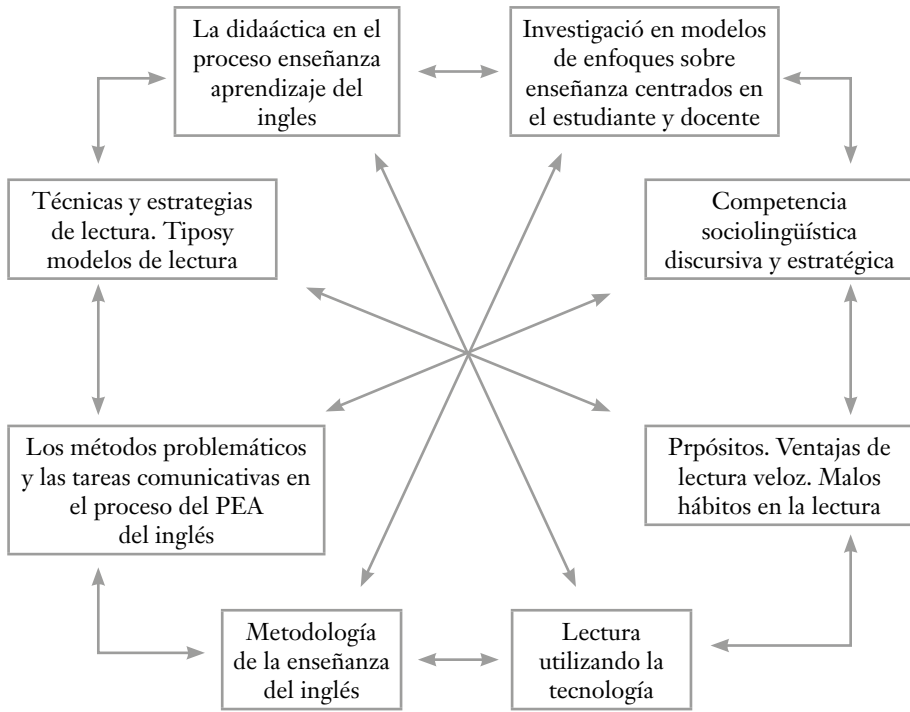 La didaáctica en el
proceso enseñanza
aprendizaje del
ingles
Investigació en modelos
de enfoques sobre
enseñanza centrados en
el estudiante y docente
Técnicas y estrategias
de lectura. Tiposy
modelos de lectura
Competencia
sociolingüística
discursiva y estratégica
Los métodos problemáticos
y las tareas comunicativas en
el proceso del PEA
del inglés
Prpósitos. Ventajas de
lectura veloz. Malos
hábitos en la lectura
Metodología
de la enseñanza
del inglés
Lectura
utilizando la
tecnología